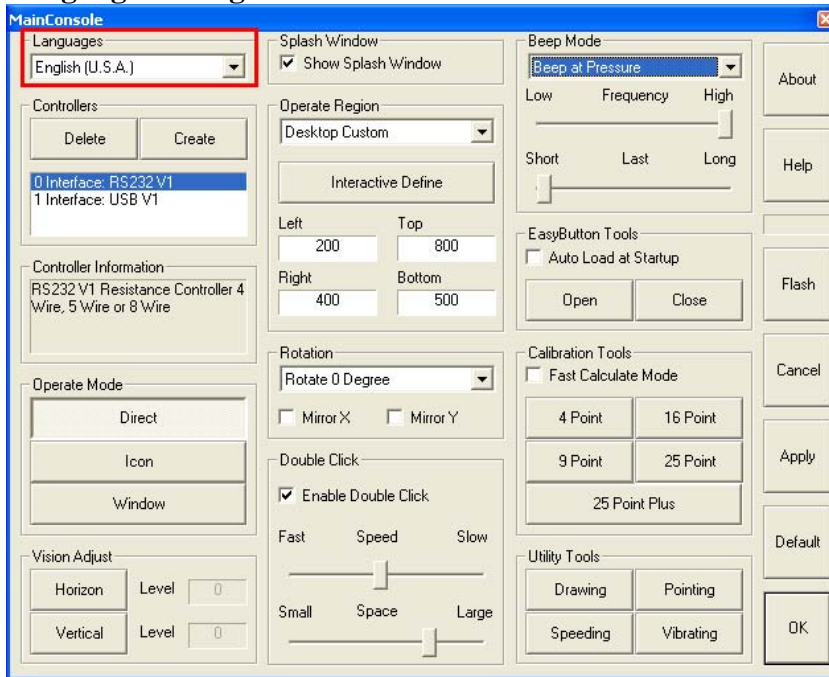 MainConsole
Languages
English (U.S.A.)
Controllers
Delete
Create
0 Interface: RS232 V1
1 Interface: USB V1
Controller Information
RS232 V1 Resistance Controller 4
Wire, 5 Wire or 8 Wire
Operate Mode
Direct
Icon
Window
Vision Adjust
Horizon
Level
0
Vertical
Level
0
Splash Window
Show Splash Window
Operate Region
Desktop Custom
Interactive Define
Left
Top
200
800
Right
Bottom
400
500
Rotation
Rotate 0 Degree
Mirror X
Mirror Y
Double Click
Enable Double Click
Fast
Speed
Slow
Small
Space
Large
Beep Mode
Beep at Pressure
Low
Frequency
High
Short
Last
Long
EasyButton Tools
Auto Load at Startup
Open
Close
Calibration Tools
Fast Calculate Mode
4 Point
16 Point
9 Point
25 Point
25 Point Plus
Utility Tools
Drawing
Pointing
Speeding
Vibrating
About
Help
Flash
Cancel
Apply
Default
OK